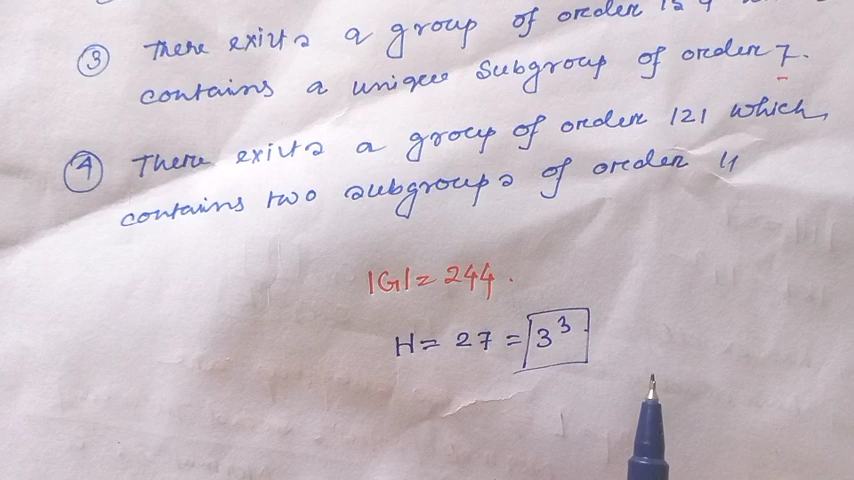 ③ There exists a group of order
contains a unique subgroup of order 7.
④ There exists a group of order 121 which
contains two subgroups of order 11
|G| = 244.
H = 27 = 3³